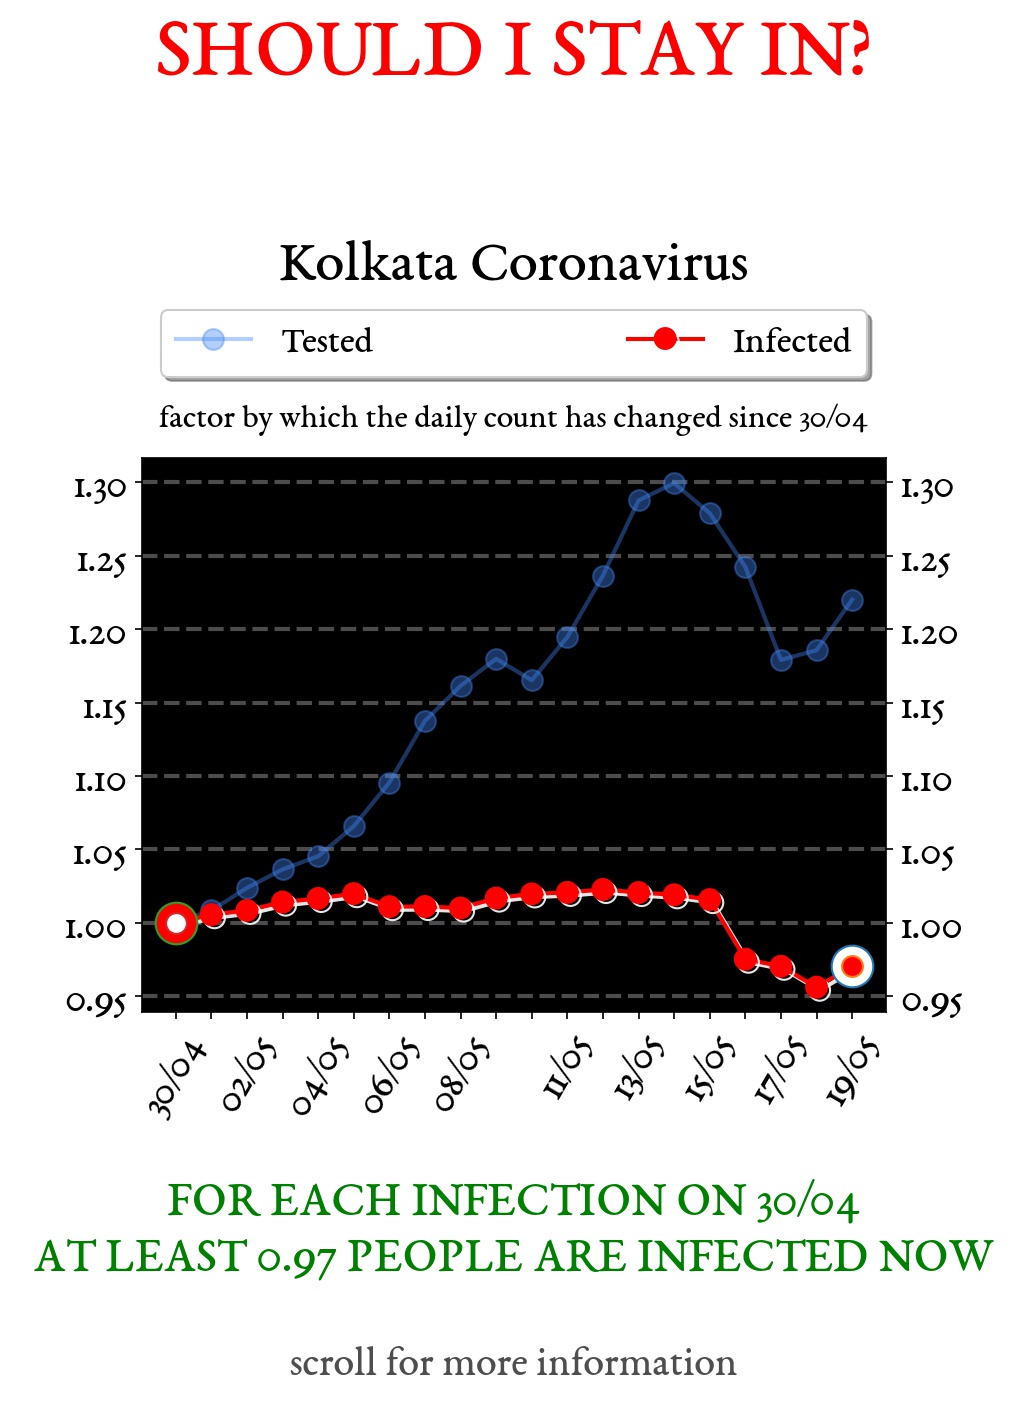 SHOULD I STAY IN?
Kolkata Coronavirus
Tested Infected
factor by which the daily count has changed since 30/04
1.30 1.30
1.25 1.25
1.20 1.20
1.15 1.15
1.10 1.10
1.05 1.05
1.00 1.00
0.95 0.95
30/04 02/05 04/05 06/05 08/05 11/05 13/05 15/05 17/05 19/05
FOR EACH INFECTION ON 30/04
AT LEAST 0.97 PEOPLE ARE INFECTED NOW
scroll for more information